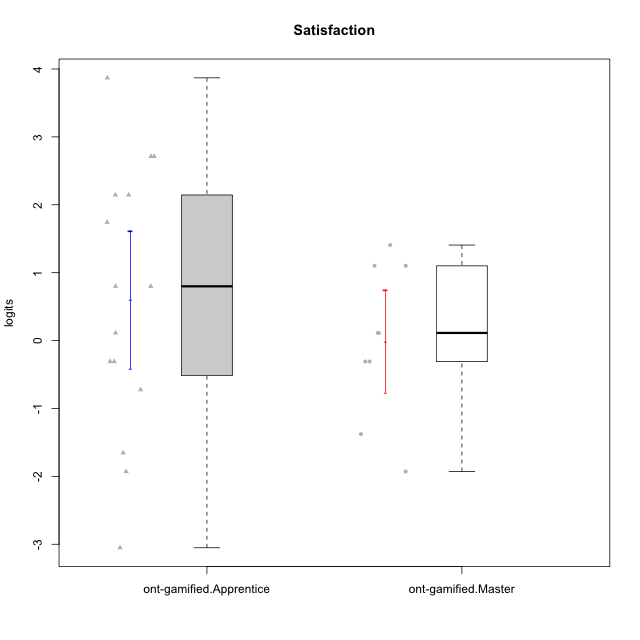 Satisfaction
logits
4
3
2
1
0
-1
-2
-3
ont-gamified.Apprentice
ont-gamified.Master